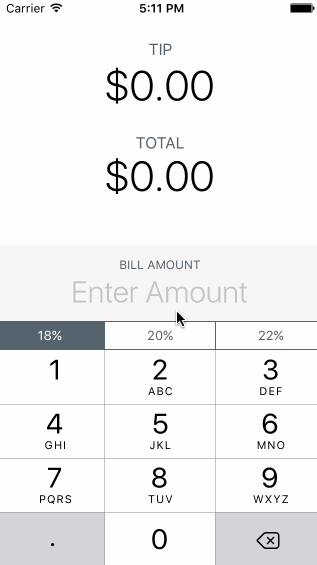 Carrier 5:11 PM
TIP
$0.00
TOTAL
$0.00
BILL AMOUNT
Enter Amount
18% 20% 22%
1 2 3
ABC DEF
4 5 6
GHI JKL MNO
7 8 9
PQRS TUV WXYZ
. 0